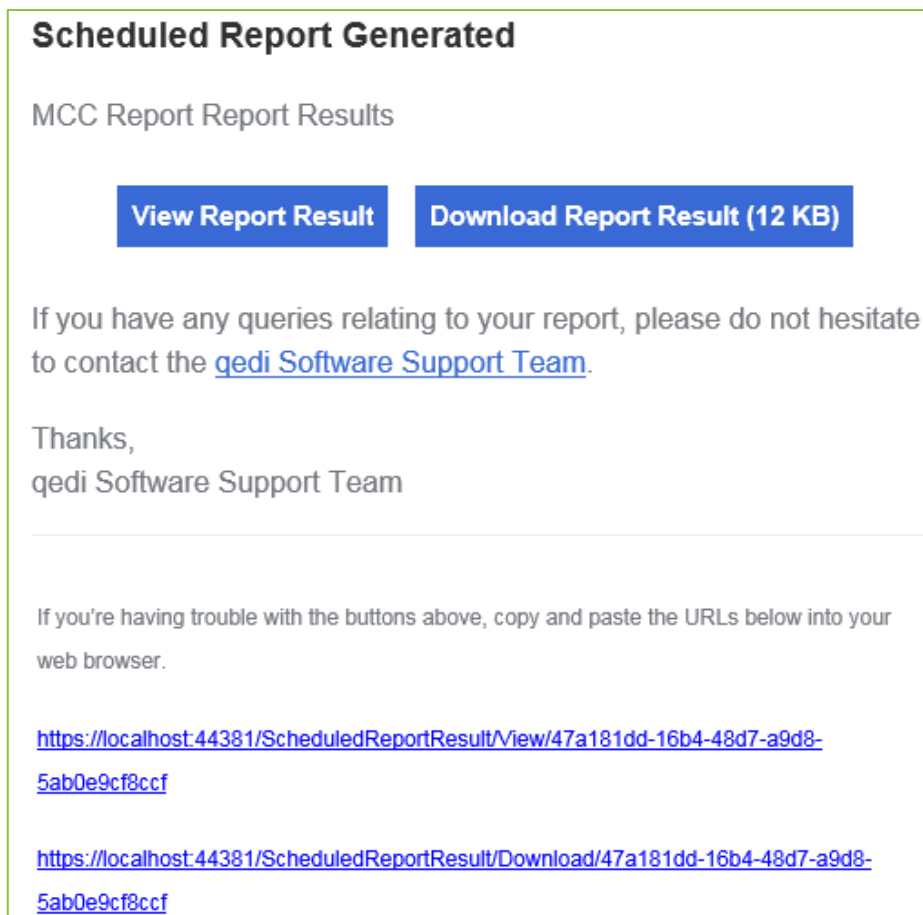 Scheduled Report Generated
MCC Report Report Results
View Report Result
Download Report Result (12 KB)
If you have any queries relating to your report, please do not hesitate
to contact the qedi Software Support Team.
Thanks,
qedi Software Support Team
If you're having trouble with the buttons above, copy and paste the URLs below into your
web browser.
https://localhost:44381/ScheduledReportResult/View/47a181dd-16b4-48d7-a9d8-
5ab0e9cf8ccf
https://localhost:44381/ScheduledReportResult/Download/47a181dd-16b4-48d7-a9d8-
5ab0e9cf8ccf